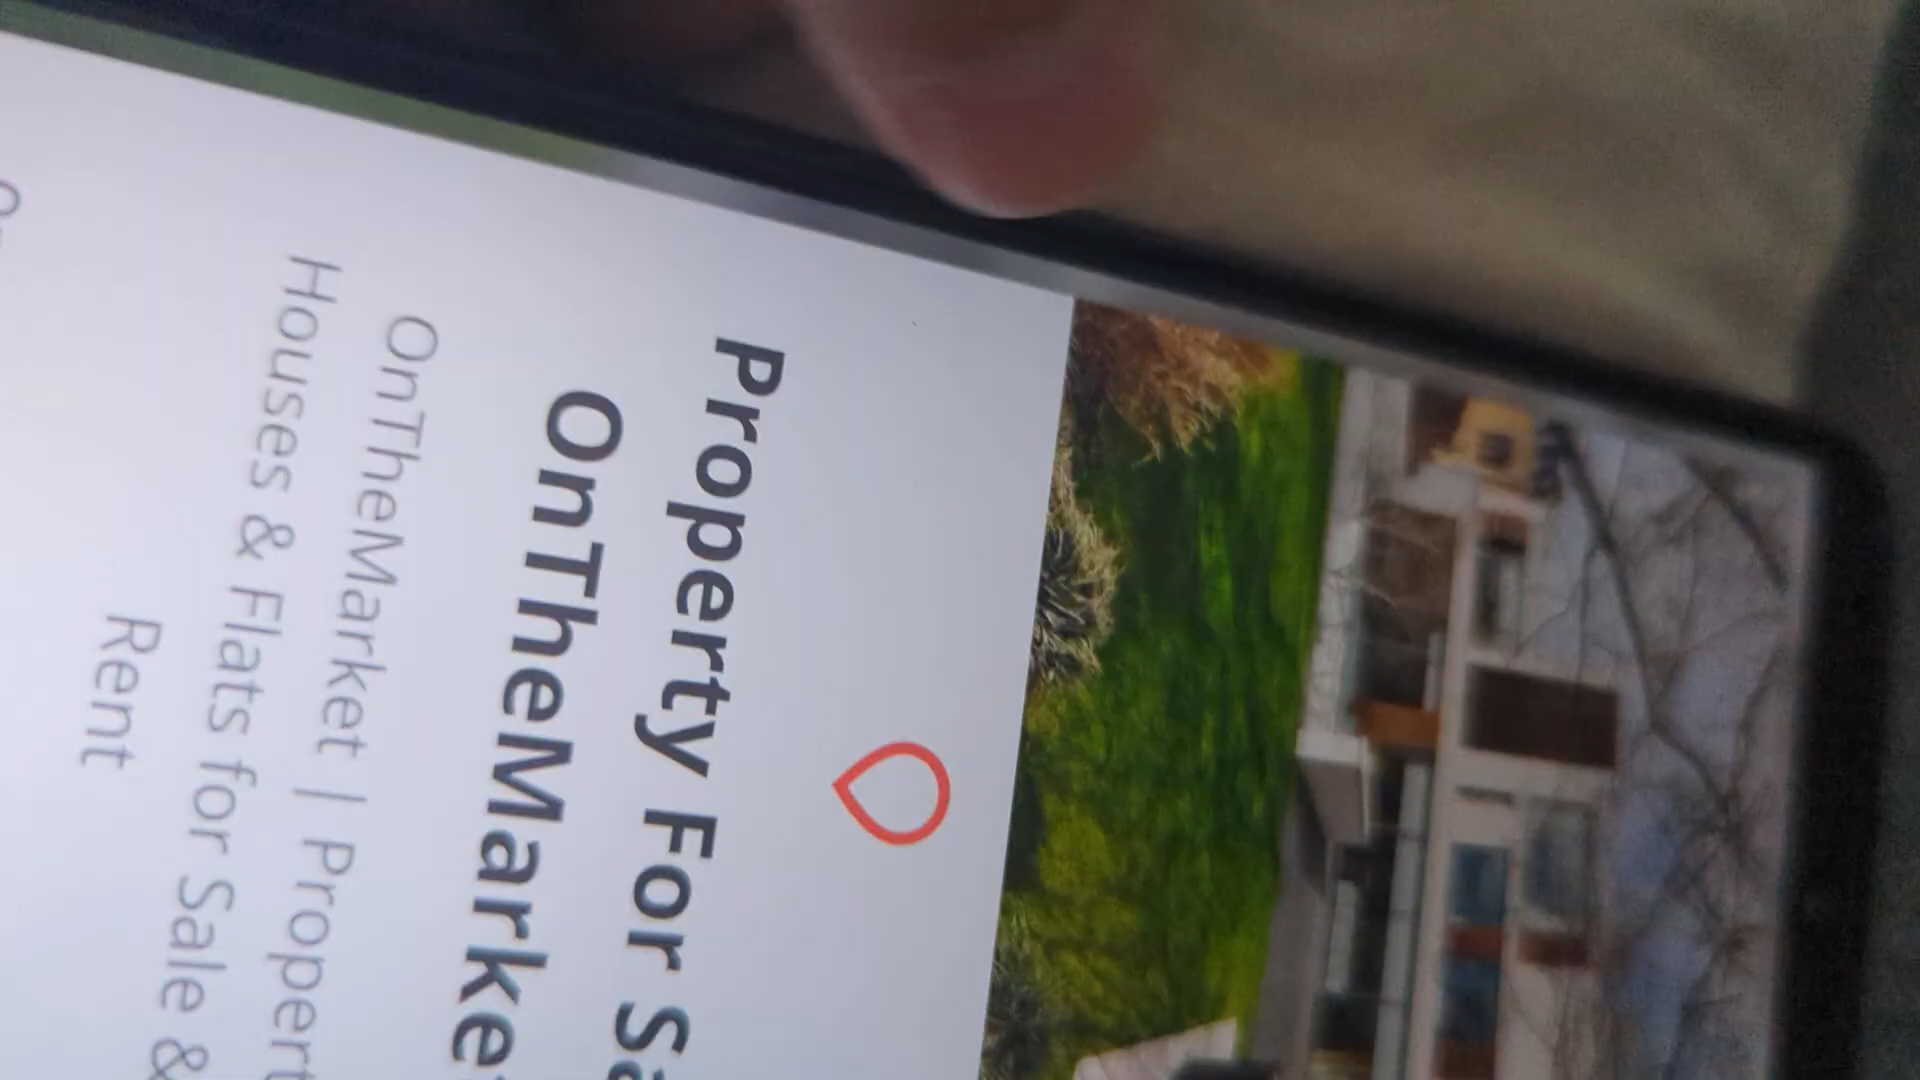 Property For Sa
OnTheMarke
OnTheMarket | Propert
Houses & Flats for Sale &
Rent